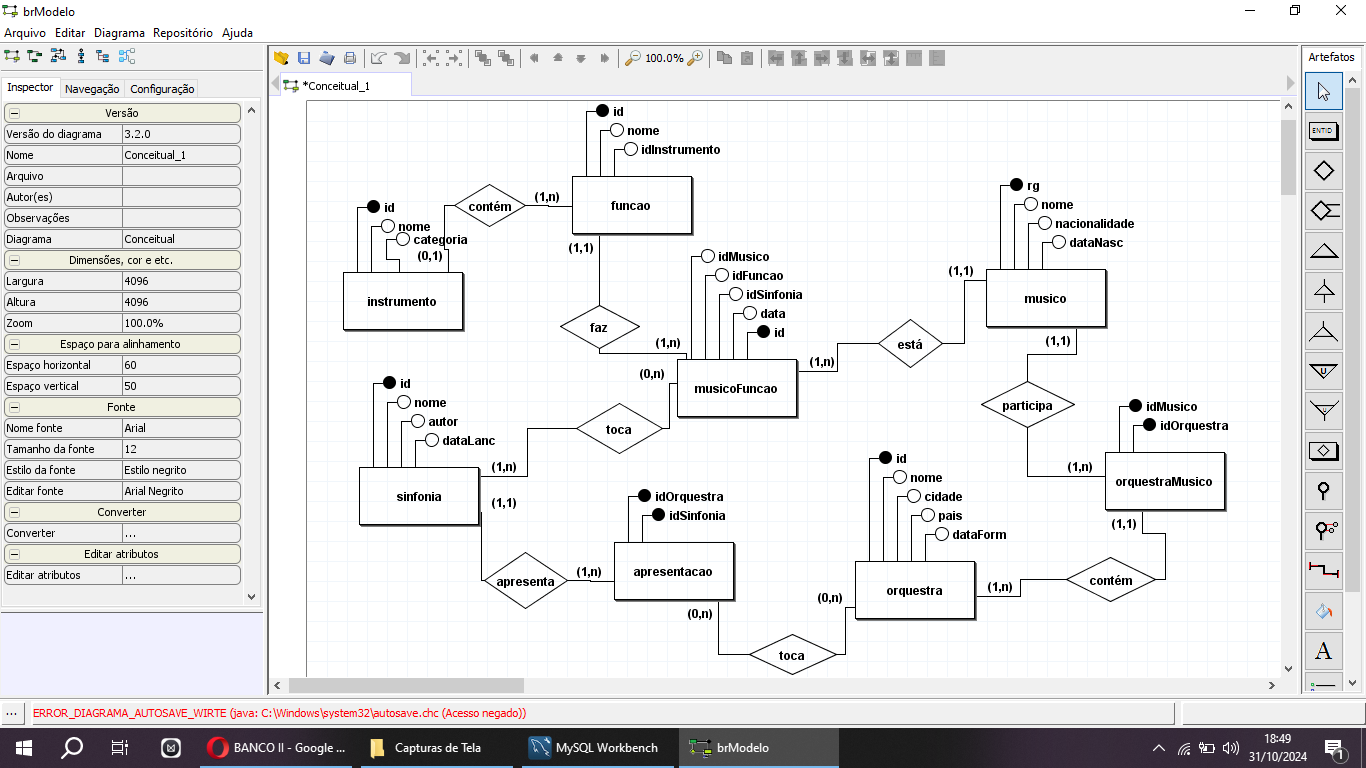 brModelo
Arquivo Editar Diagrama Repositório Ajuda
Inspector Navegação Configuração
Versão
Versão do diagrama 3.2.0
Nome Conceitual_1
Arquivo
Autor(es)
Observações
Diagrama Conceitual
Dimensões, cor e etc.
Largura 4096
Altura 4096
Zoom 100.0%
Espaço para alinhamento
Espaço horizontal 60
Espaço vertical 50
Fonte
Nome fonte Arial
Tamanho da fonte 12
Estilo da fonte Estilo negrito
Editar fonte Arial Negrito
Converter
Converter ...
Editar atributos
Editar atributos ...
100.0%
*Conceitual_1
id
nome
idInstrumento
funcao
(1,n)
contém
(1,1)
id
nome
categoria
(0,1)
instrumento
faz
(1,n)
idMusico
idFuncao
idSinfonia
data
id
musicoFuncao
(0,n)
(1,n)
está
(1,1)
rg
nome
nacionalidade
dataNasc
musico
(1,1)
participa
(1,n)
idMusico
idOrquestra
orquestraMusico
(1,1)
contém
(1,n)
id
nome
cidade
pais
dataForm
orquestra
(0,n)
toca
(0,n)
idOrquestra
idSinfonia
apresentacao
(1,n)
apresenta
(1,1)
id
nome
autor
dataLanc
sinfonia
(1,n)
toca
Artefatos
ENTID
U
U
A
... ERROR_DIAGRAMA_AUTOSAVE_WIRTE (java: C:\Windows\system32\autosave.chc (Acesso negado))
BANCO II - Google ...
Capturas de Tela
MySQL Workbench
brModelo
18:49
31/10/2024
1